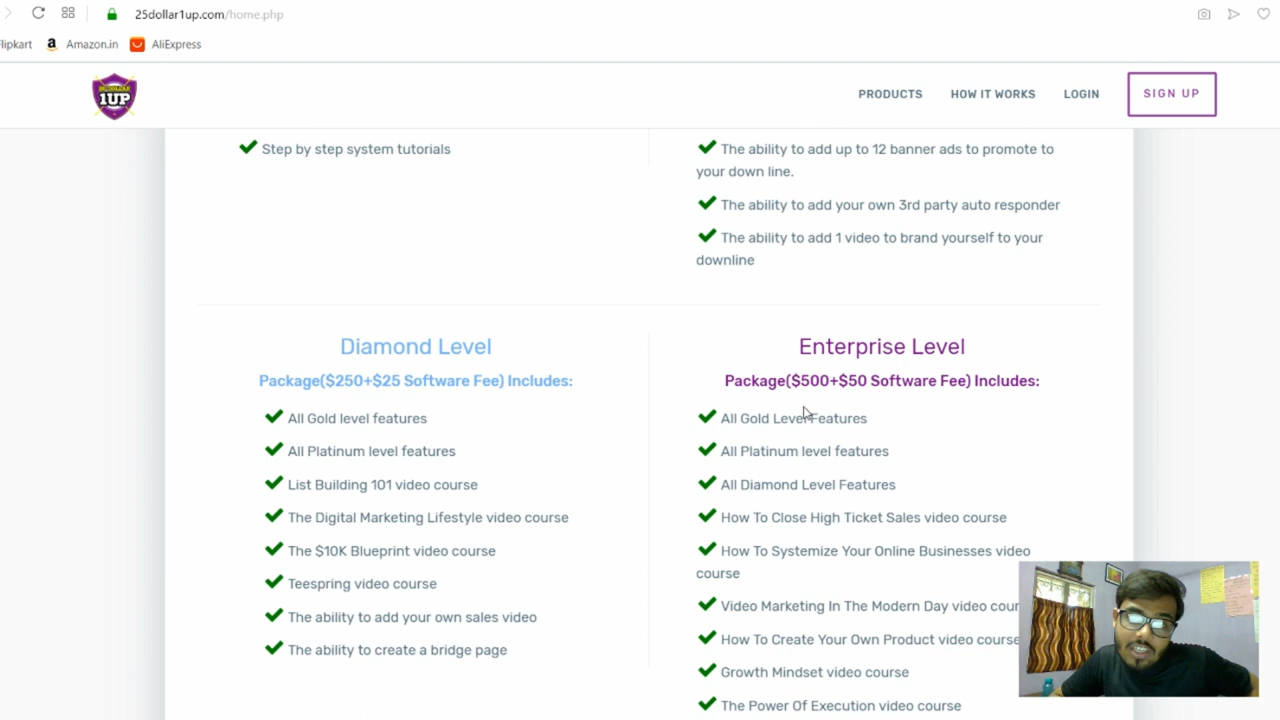 25dollar1up.com/home.php
Flipkart
Amazon.in
AliExpress
1UP
PRODUCTS
HOW IT WORKS
LOGIN
SIGN UP
Step by step system tutorials
The ability to add up to 12 banner ads to promote to
your down line.
The ability to add your own 3rd party auto responder
The ability to add 1 video to brand yourself to your
downline
Diamond Level
Package($250+$25 Software Fee) Includes:
All Gold level features
All Platinum level features
List Building 101 video course
The Digital Marketing Lifestyle video course
The $10K Blueprint video course
Teespring video course
The ability to add your own sales video
The ability to create a bridge page
Enterprise Level
Package($500+$50 Software Fee) Includes:
All Gold Level Features
All Platinum level features
All Diamond Level Features
How To Close High Ticket Sales video course
How To Systemize Your Online Businesses video
course
Video Marketing In The Modern Day video cour
How To Create Your Own Product video course
Growth Mindset video course
The Power Of Execution video course